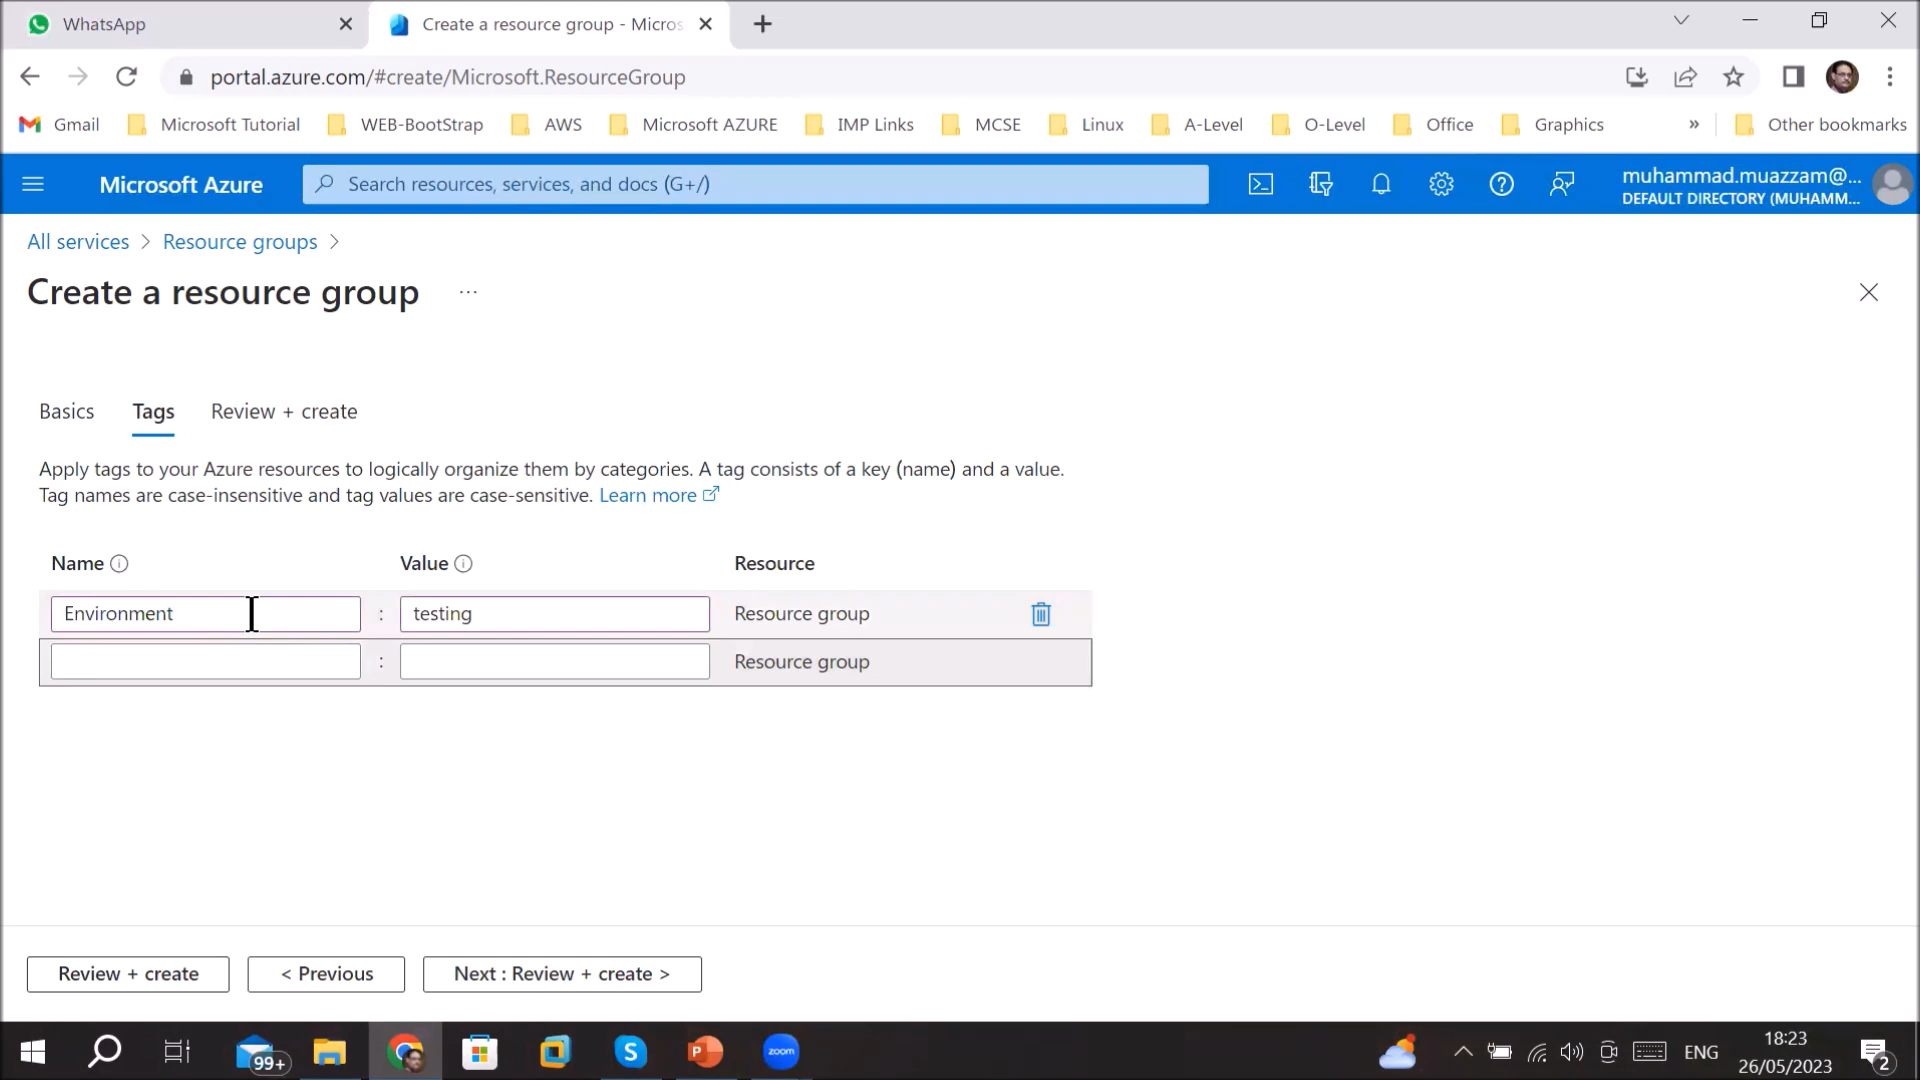 WhatsApp
Create a resource group - Micros
portal.azure.com/#create/Microsoft.ResourceGroup
Gmail Microsoft Tutorial WEB-BootStrap AWS Microsoft AZURE IMP Links MCSE Linux A-Level O-Level Office Graphics » Other bookmarks
Microsoft Azure
Search resources, services, and docs (G+/)
muhammad.muazzam@...
DEFAULT DIRECTORY (MUHAMM...
All services > Resource groups >
Create a resource group ...
Basics Tags Review + create
Apply tags to your Azure resources to logically organize them by categories. A tag consists of a key (name) and a value.
Tag names are case-insensitive and tag values are case-sensitive. Learn more
Name Value Resource
Environment : testing Resource group
: Resource group
Review + create < Previous Next : Review + create >
99+ S P zoom ENG
18:23
26/05/2023
2